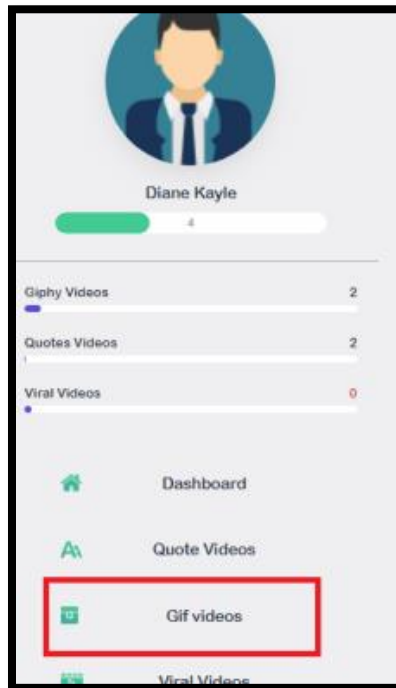 Diane Kayle
4
Giphy Videos 2
Quotes Videos 2
Viral Videos 0
Dashboard
Quote Videos
Gif videos
Viral Videos